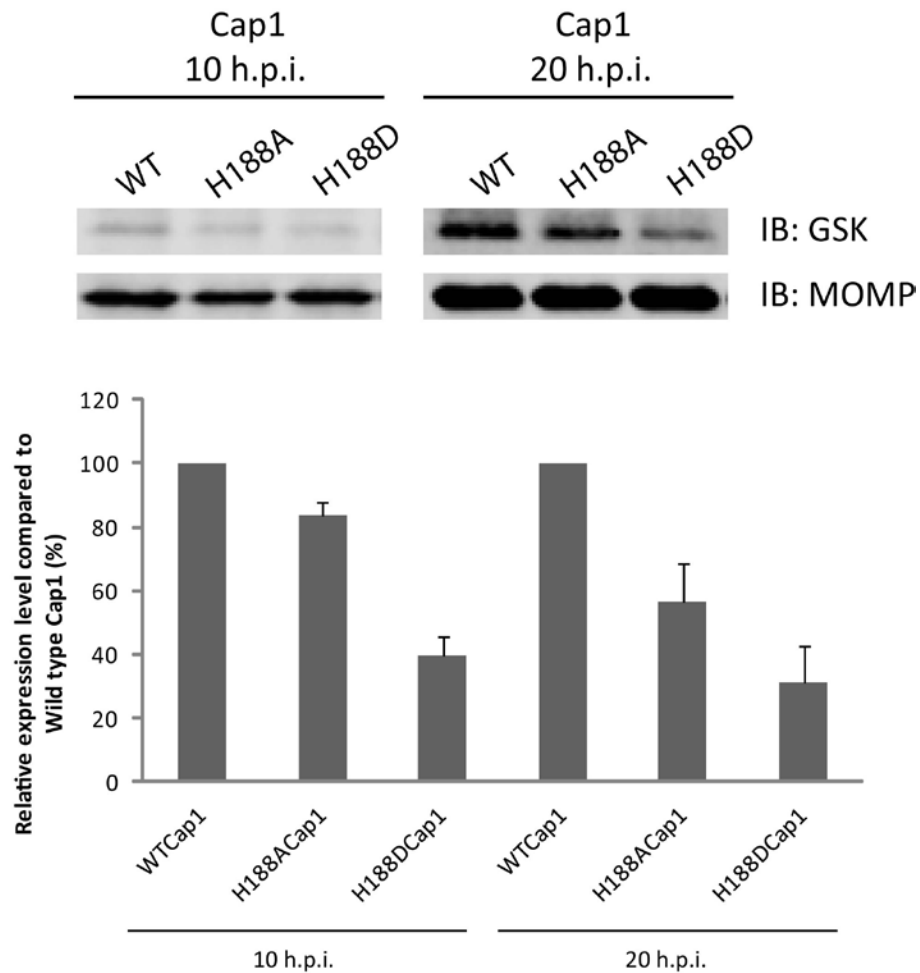 Cap1
10 h.p.i.
Cap1
20 h.p.i.
WT H188A H188D WT H188A H188D
IB: GSK
IB: MOMP
Relative expression level compared to
Wild type Cap1 (%)
120
100
80
60
40
20
0
WTCap1 H188ACap1 H188DCap1 WTCap1 H188ACap1 H188DCap1
10 h.p.i. 20 h.p.i.